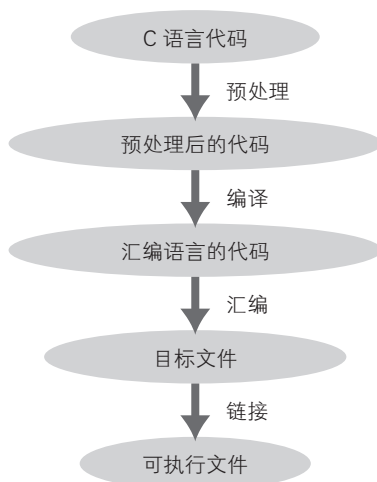 C 语言代码
预处理
预处理后的代码
编译
汇编语言的代码
汇编
目标文件
链接
可执行文件